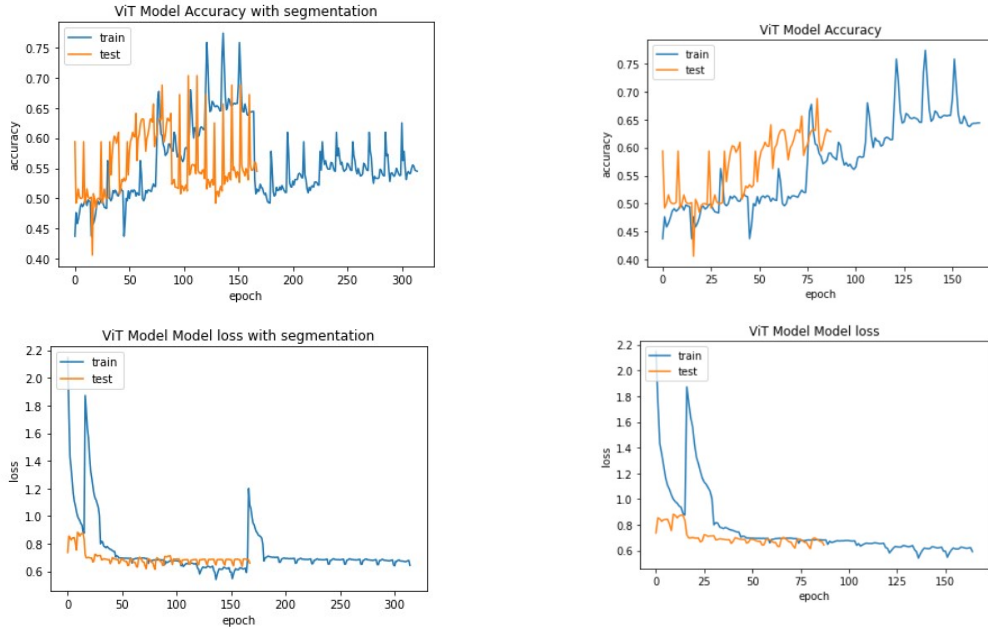 ViT Model Accuracy with segmentation
train
test
0.75
0.70
0.65
0.60
0.55
0.50
0.45
0.40
accuracy
0 50 100 150 200 250 300
epoch
ViT Model Accuracy
train
test
0.75
0.70
0.65
0.60
0.55
0.50
0.45
0.40
accuracy
0 25 50 75 100 125 150
epoch
ViT Model Model loss with segmentation
train
test
2.2
2.0
1.8
1.6
1.4
1.2
1.0
0.8
0.6
loss
0 50 100 150 200 250 300
epoch
ViT Model Model loss
train
test
2.2
2.0
1.8
1.6
1.4
1.2
1.0
0.8
0.6
loss
0 25 50 75 100 125 150
epoch